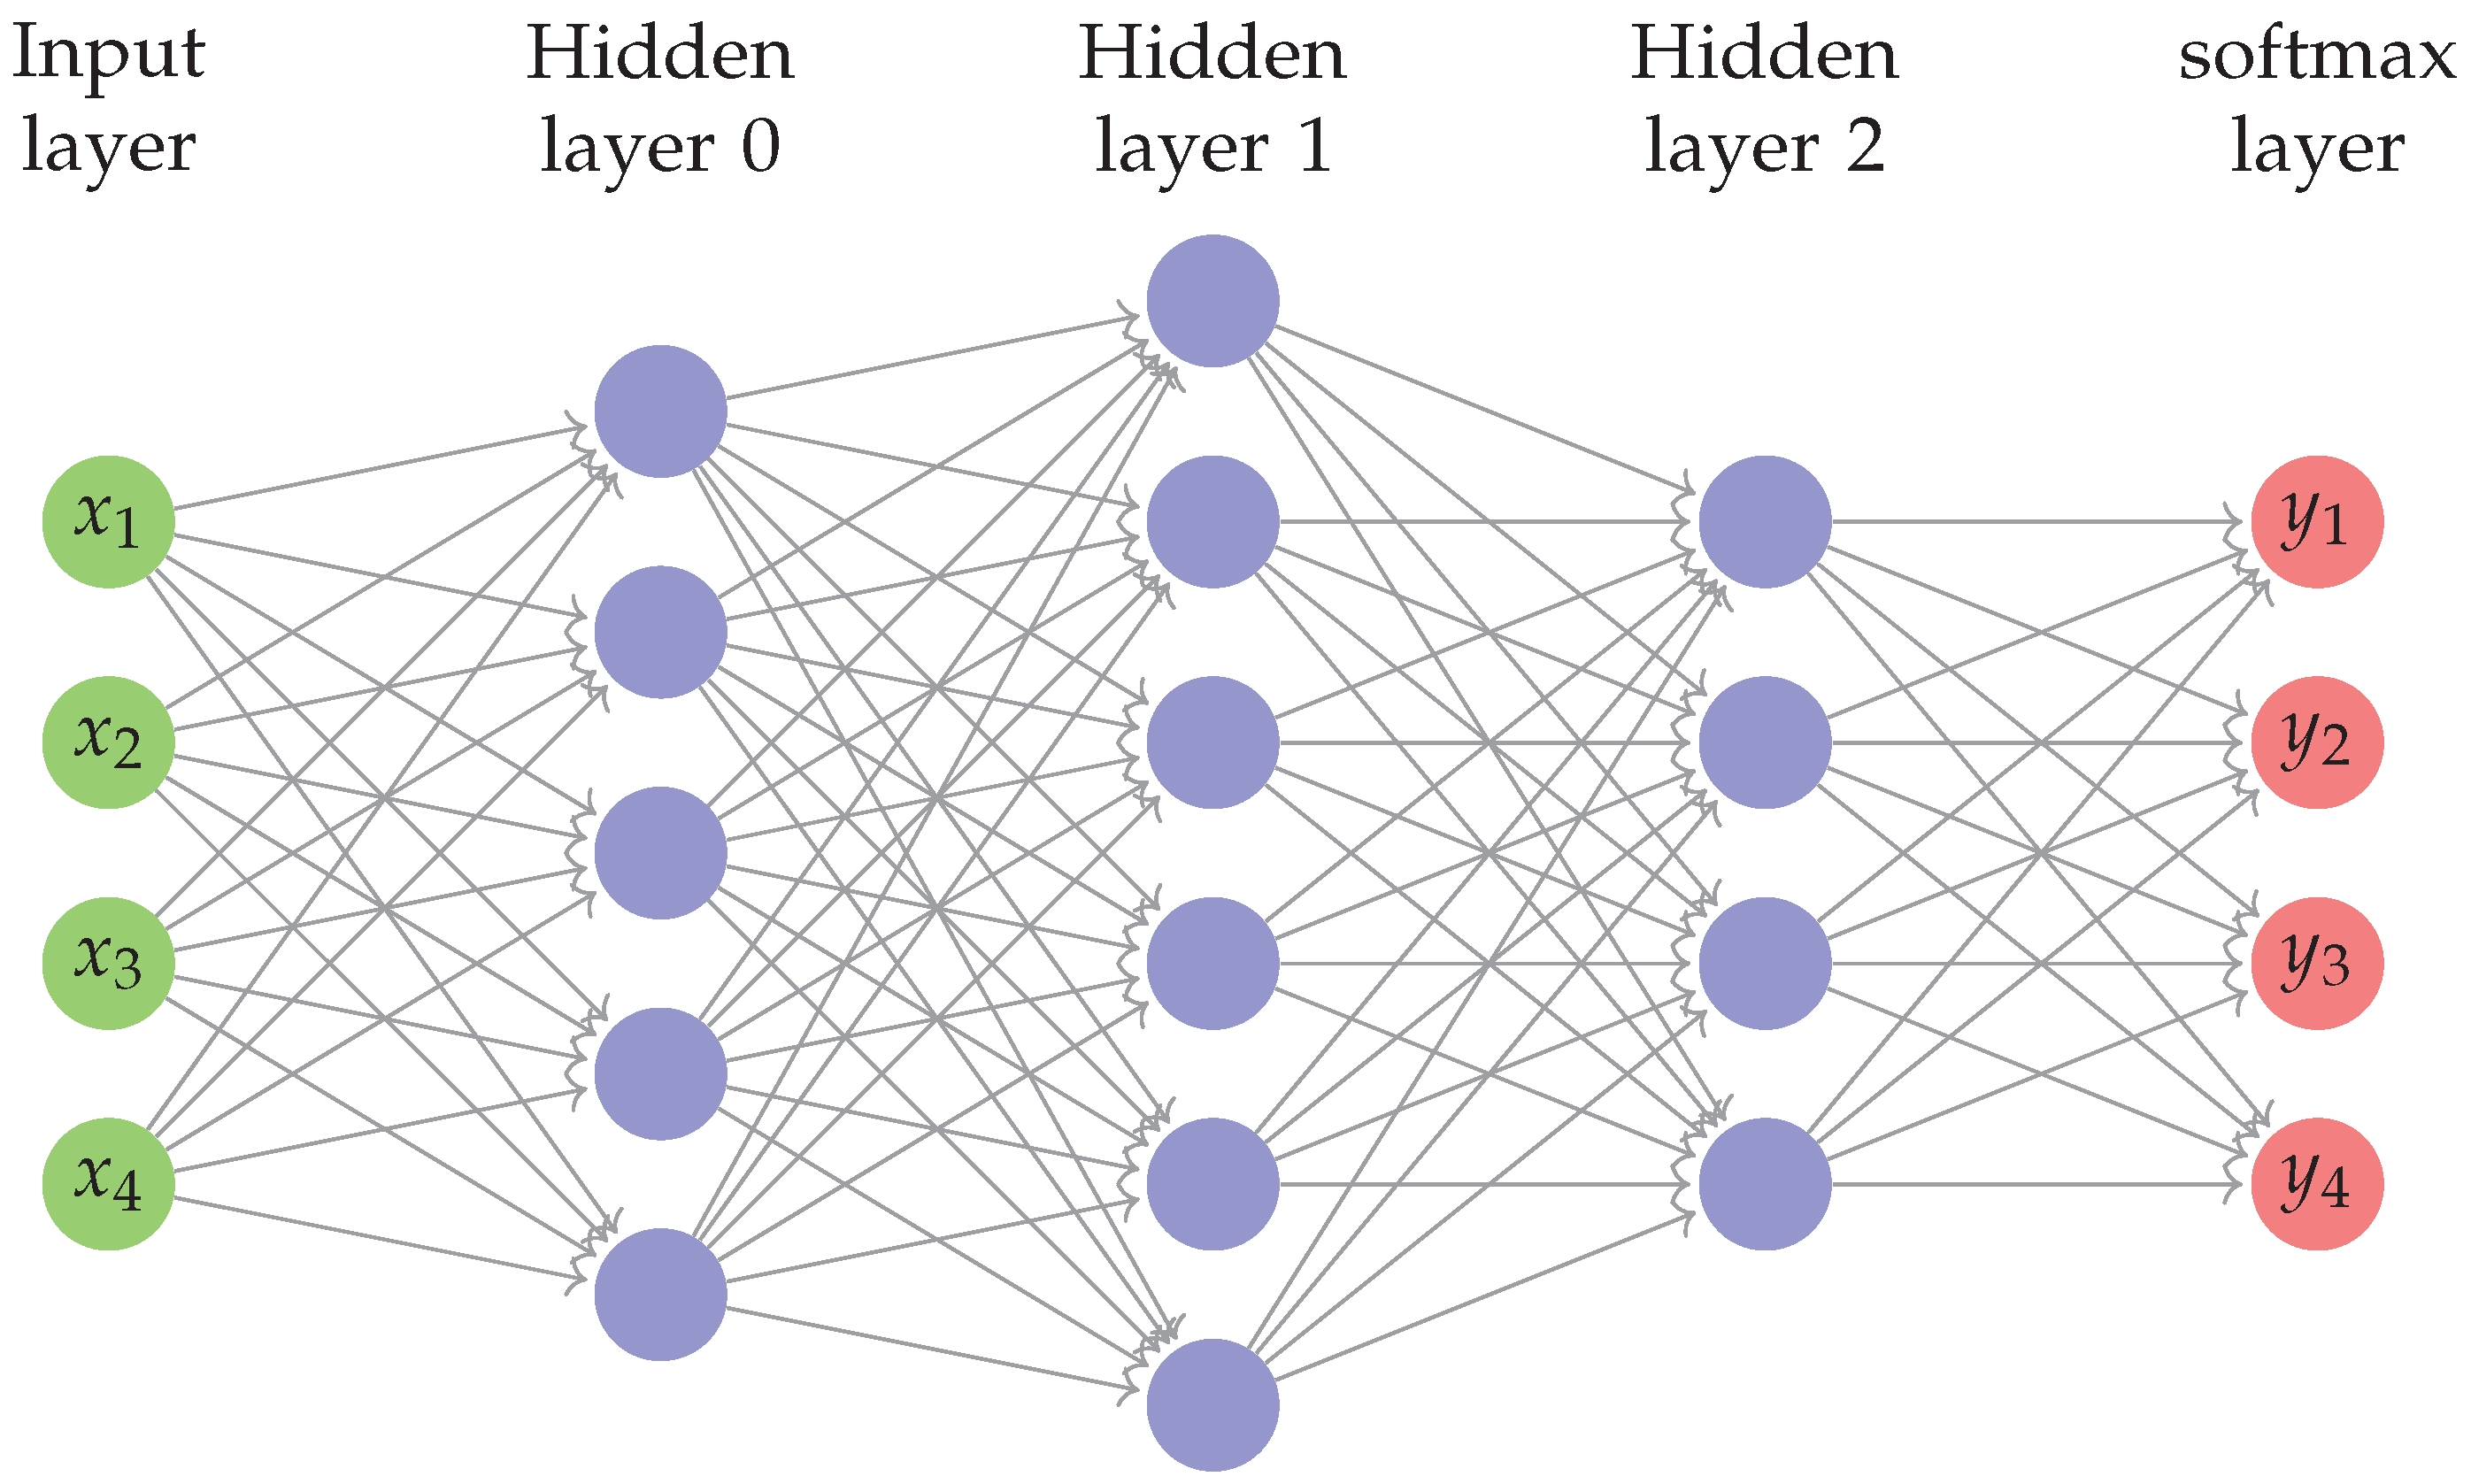 Input
layer
Hidden
layer 0
Hidden
layer 1
Hidden
layer 2
softmax
layer
x1
x2
x3
x4
y1
y2
y3
y4